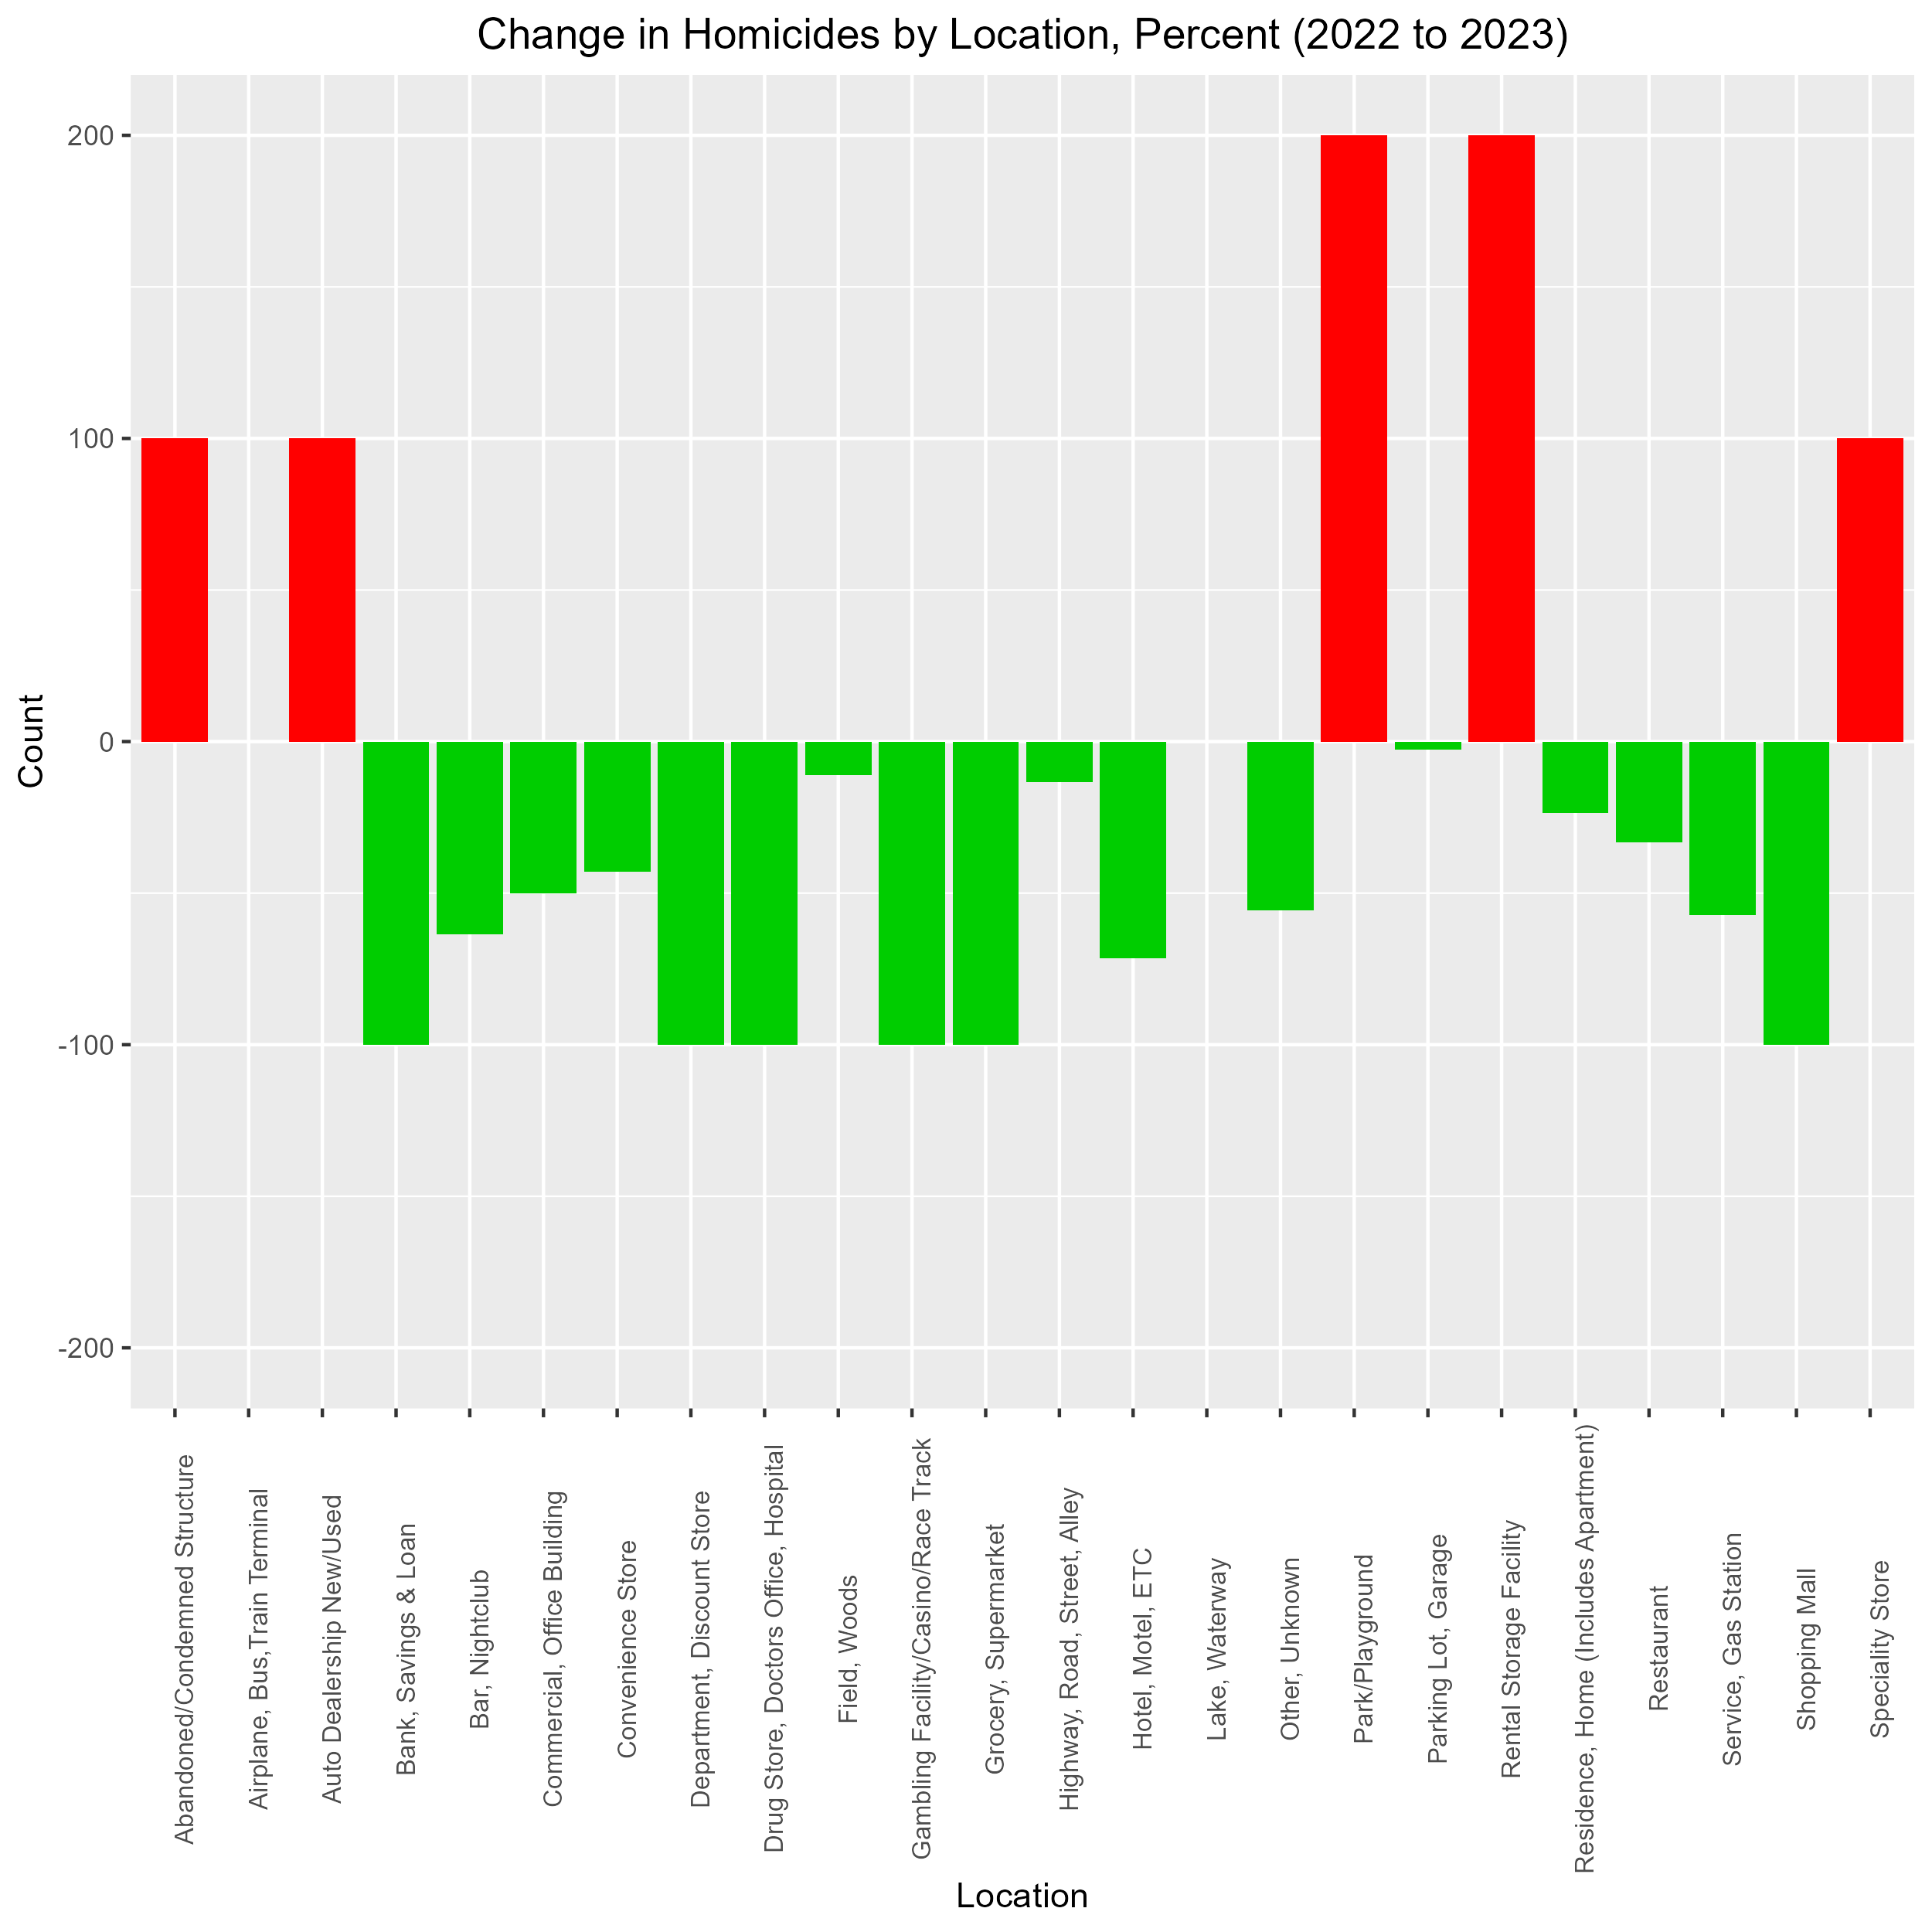 Change in Homicides by Location, Percent (2022 to 2023)
200
100
0
-100
-200
Count
Abandoned/Condemned Structure
Airplane, Bus,Train Terminal
Auto Dealership New/Used
Bank, Savings & Loan
Bar, Nightclub
Commercial, Office Building
Convenience Store
Department, Discount Store
Drug Store, Doctors Office, Hospital
Field, Woods
Gambling Facility/Casino/Race Track
Grocery, Supermarket
Highway, Road, Street, Alley
Hotel, Motel, ETC
Lake, Waterway
Other, Unknown
Park/Playground
Parking Lot, Garage
Rental Storage Facility
Residence, Home (Includes Apartment)
Restaurant
Service, Gas Station
Shopping Mall
Speciality Store
Location